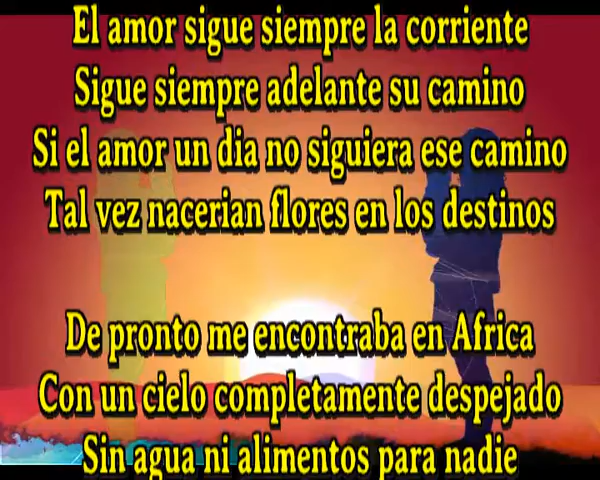 El amor sigue siempre la corriente
Sigue siempre adelante su camino
Si el amor un dia no siguiera ese camino
Tal vez nacerian flores en los destinos
De pronto me encontraba en Africa
Con un cielo completamente despejado
Sin agua ni alimentos para nadie